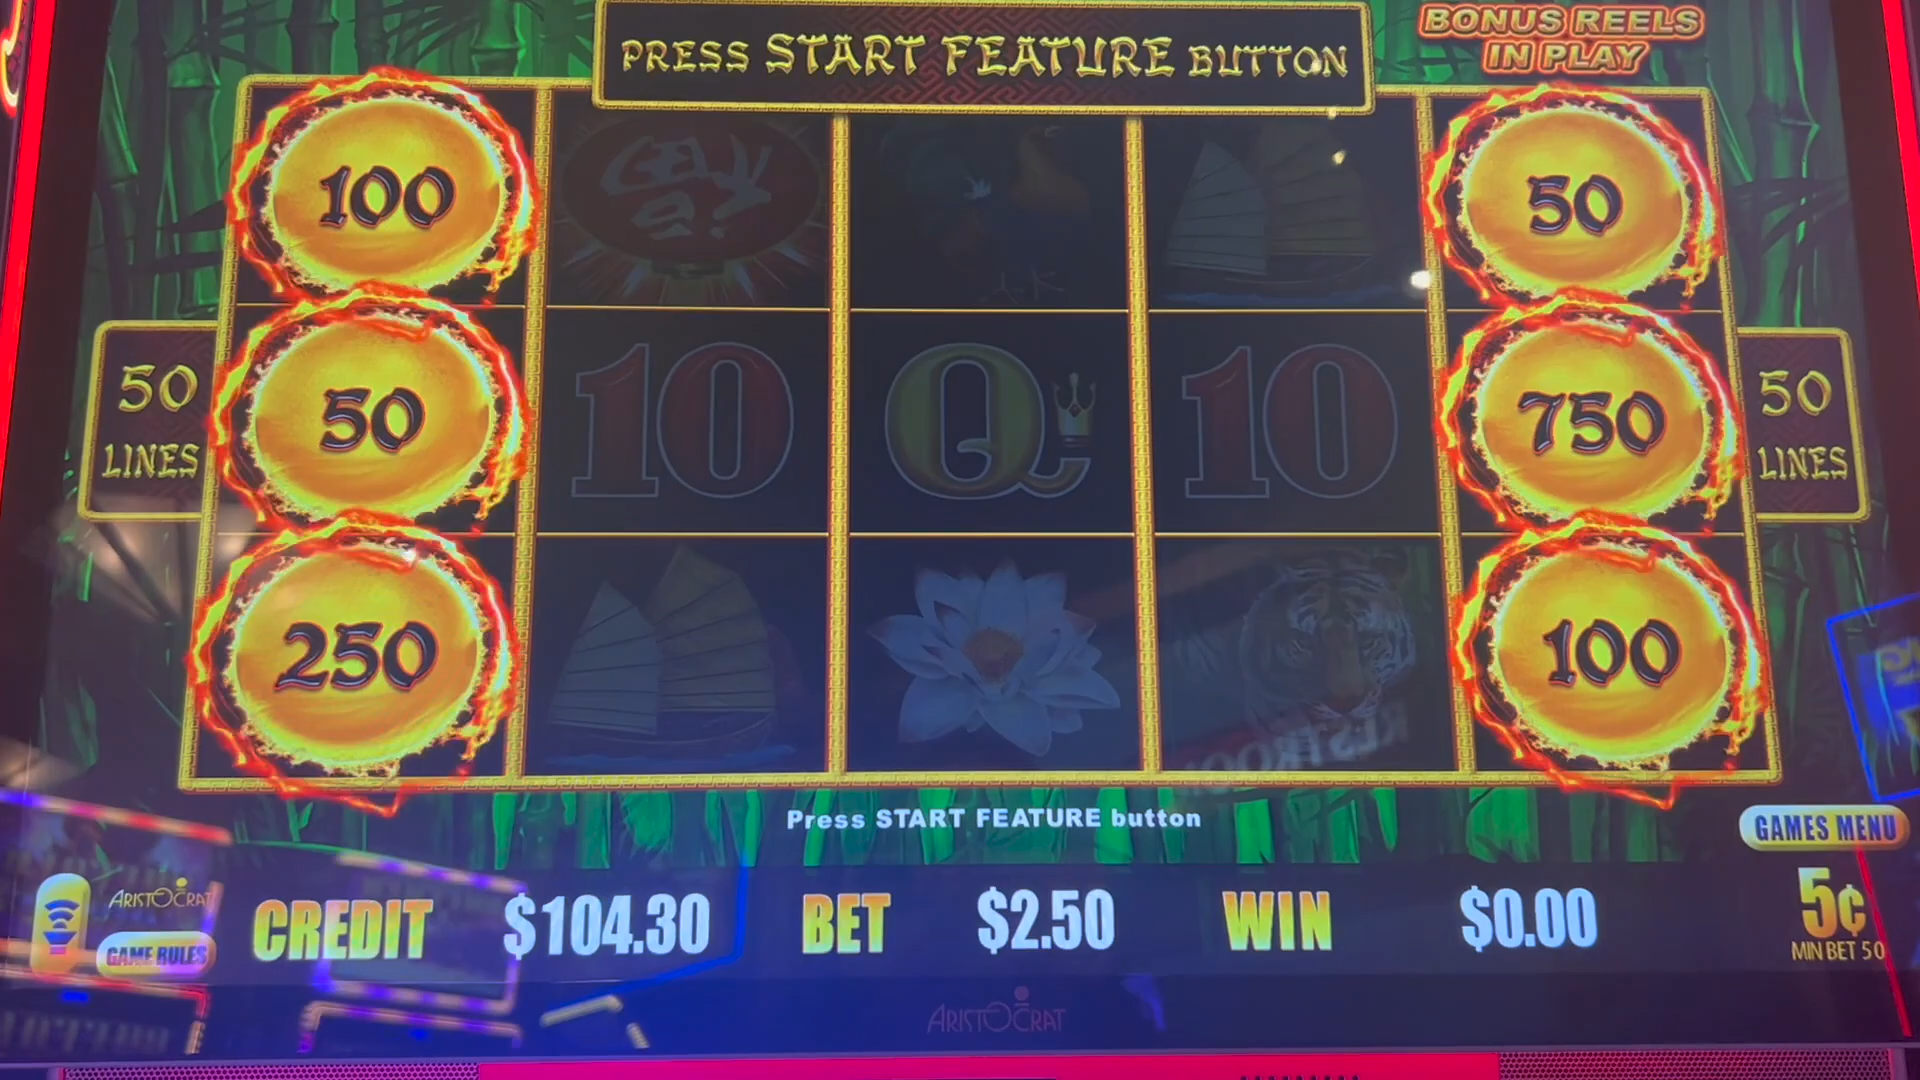 BONUS REELS
IN PLAY
PRESS START FEATURE BUTTON
100
50
50
LINES
50
10
Q
10
750
50
LINES
250
100
Press START FEATURE button
GAMES MENU
ARISTOCRAT
GAME RULES
CREDIT $104.30 BET $2.50 WIN $0.00
5¢
MIN BET 50
ARISTOCRAT